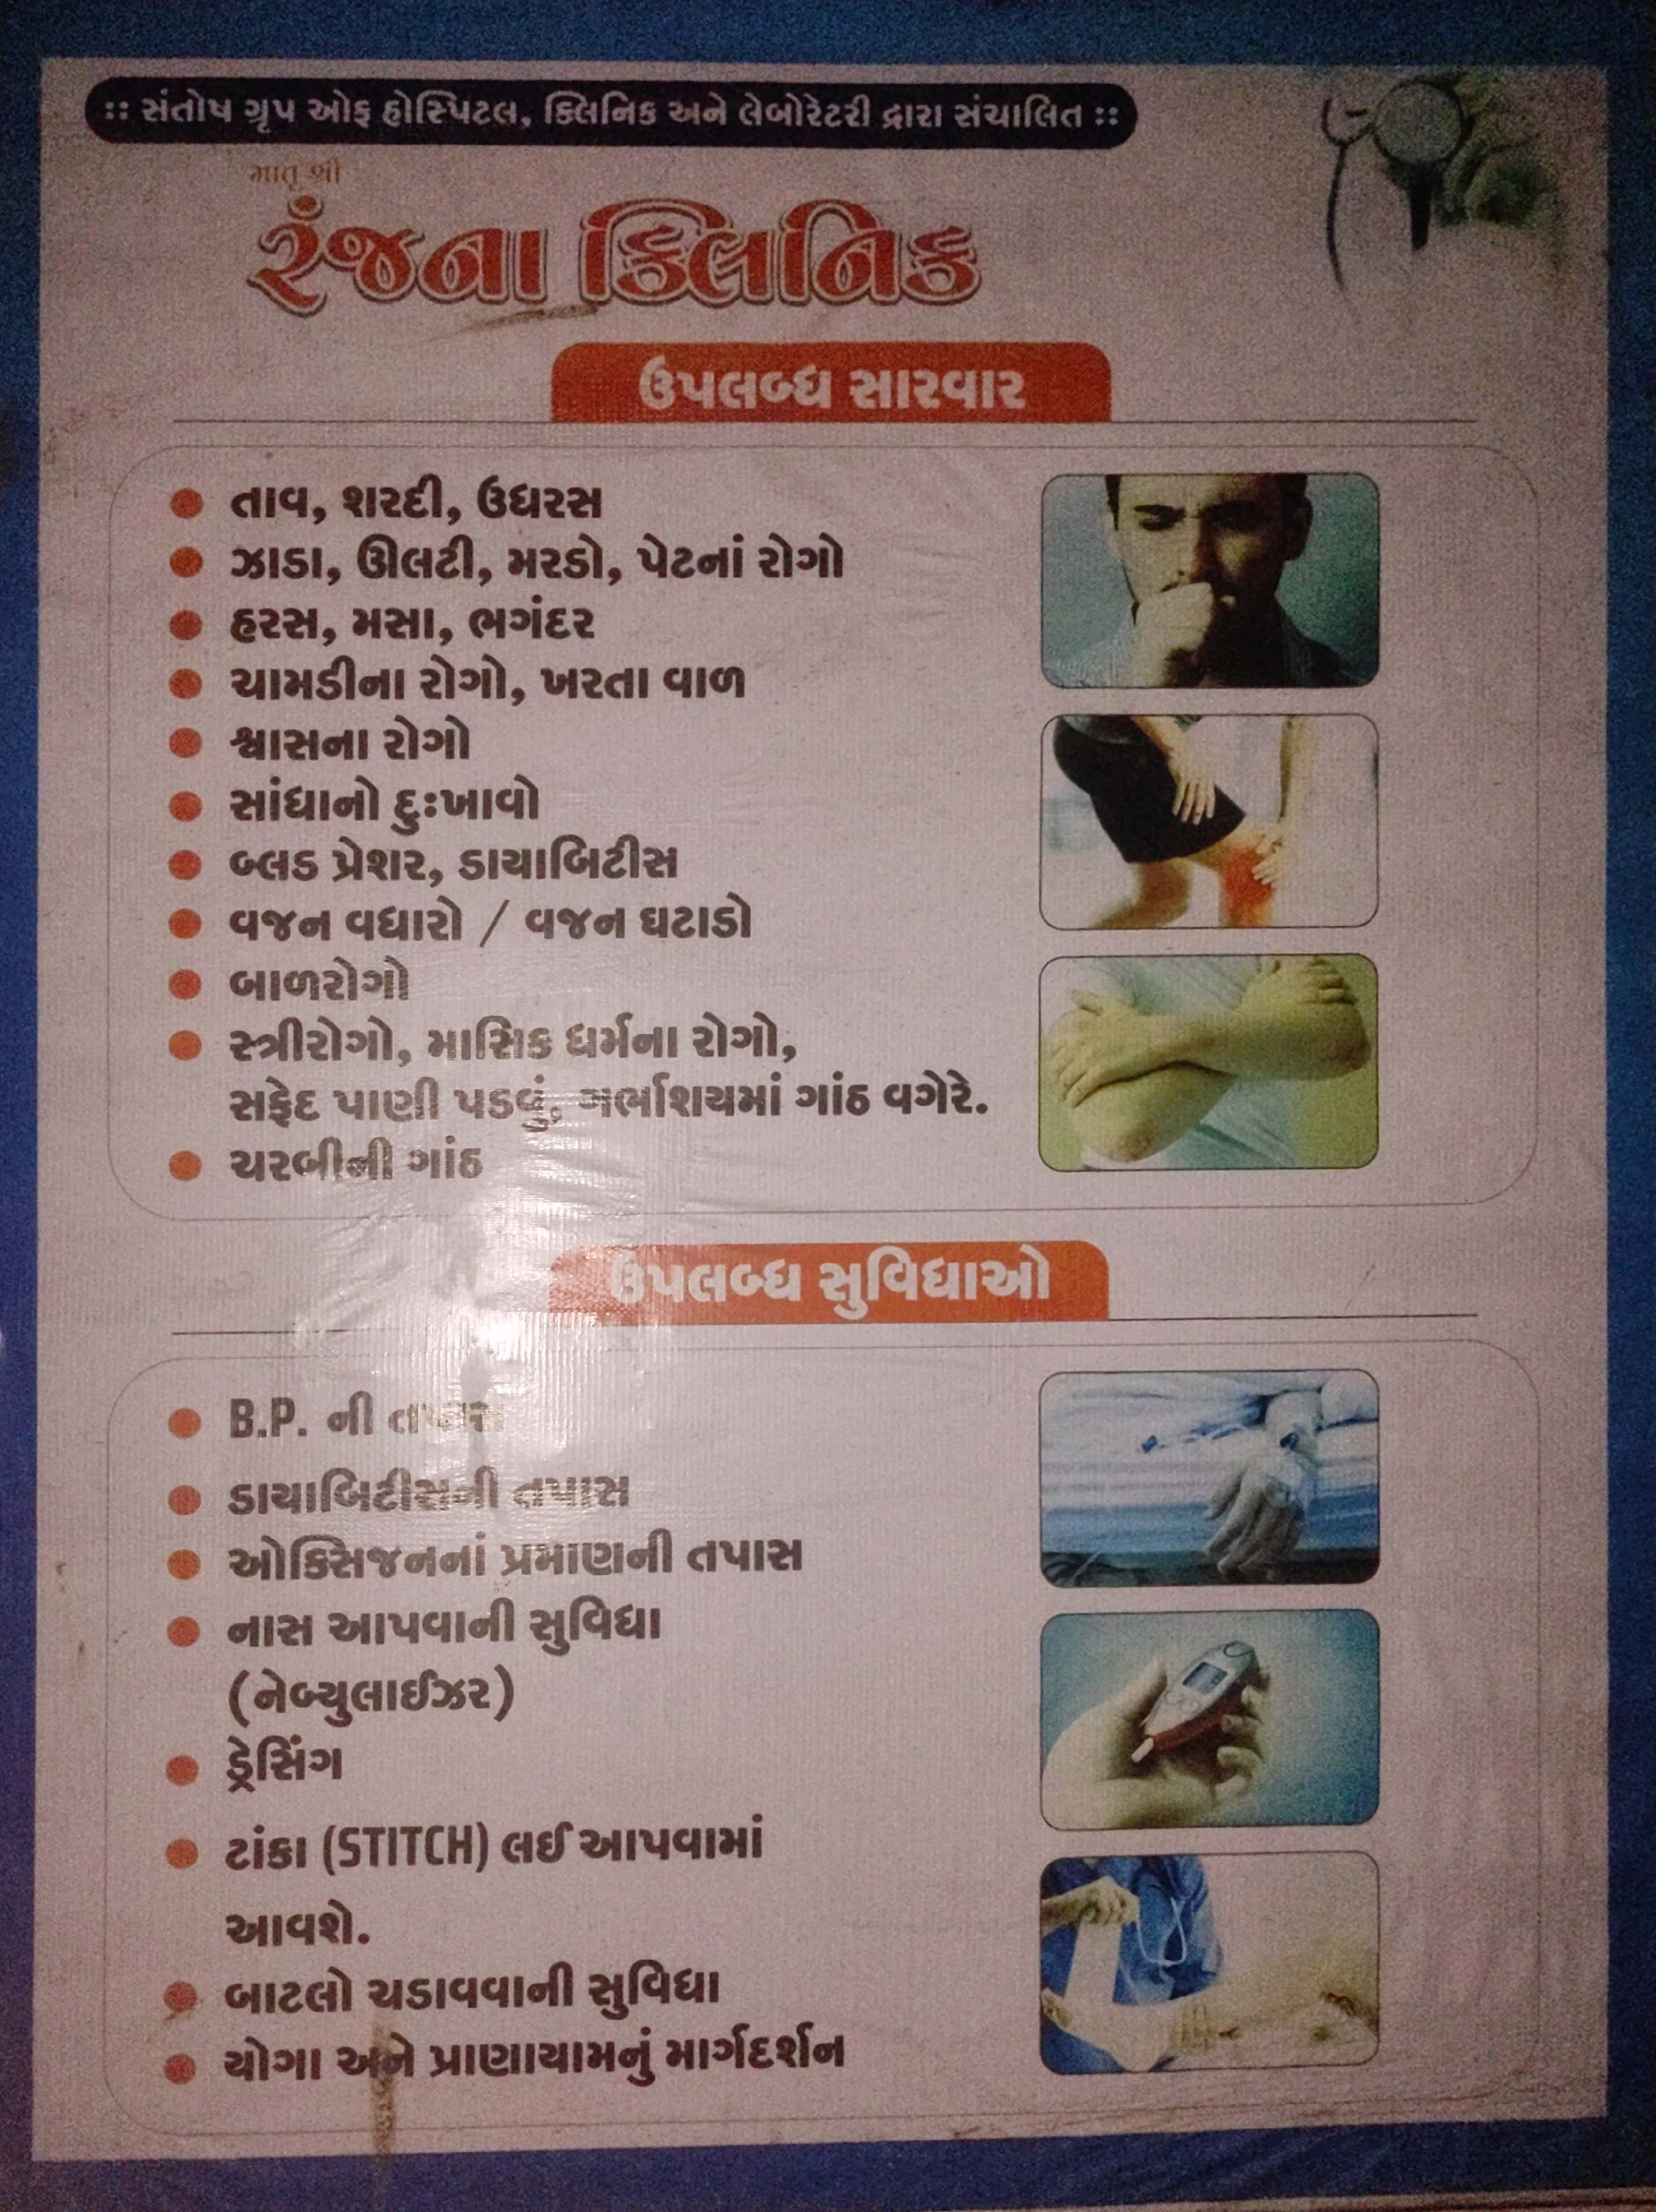 :: સંતોષ ગ્રૃપ ઓફ હોસ્પિટલ, ક્લિનિક અને લેબોરેટરી દ્વારા સંચાલિત ::
માતૃ શ્રી
રંજના ક્લિનિક
ઉપલબ્ધ સારવાર
તાવ, શરદી, ઉધરસ
ઝાડા, ઊલટી, મરડો, પેટનાં રોગો
હરસ, મસા, ભગંદર
ચામડીના રોગો, ખરતા વાળ
શ્વાસના રોગો
સાંધાનો દુઃખાવો
બ્લડ પ્રેશર, ડાયાબિટીસ
વજન વધારો / વજન ઘટાડો
બાળરોગો
સ્ત્રીરોગો, માસિક ધર્મના રોગો,
સફેદ પાણી પડવું, ગર્ભાશયમાં ગાંઠ વગેરે.
ચરબીની ગાંઠ
ઉપલબ્ધ સુવિધાઓ
B.P. ની તપાસ
ડાયાબિટીસની તપાસ
ઓક્સિજનનાં પ્રમાણની તપાસ
નાસ આપવાની સુવિધા
(નેબ્યુલાઈઝર)
ડ્રેસિંગ
ટાંકા (STITCH) લઈ આપવામાં
આવશે.
બાટલો ચડાવવાની સુવિધા
યોગા અને પ્રાણાયામનું માર્ગદર્શન